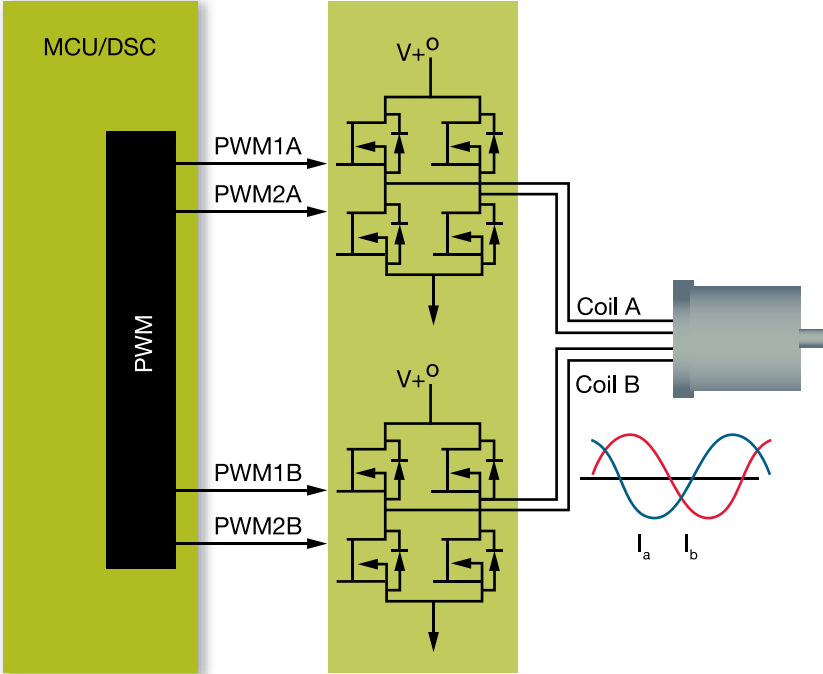 MCU/DSC
PWM
PWM1A
PWM2A
PWM1B
PWM2B
V+
V+
Coil A
Coil B
Ia
Ib